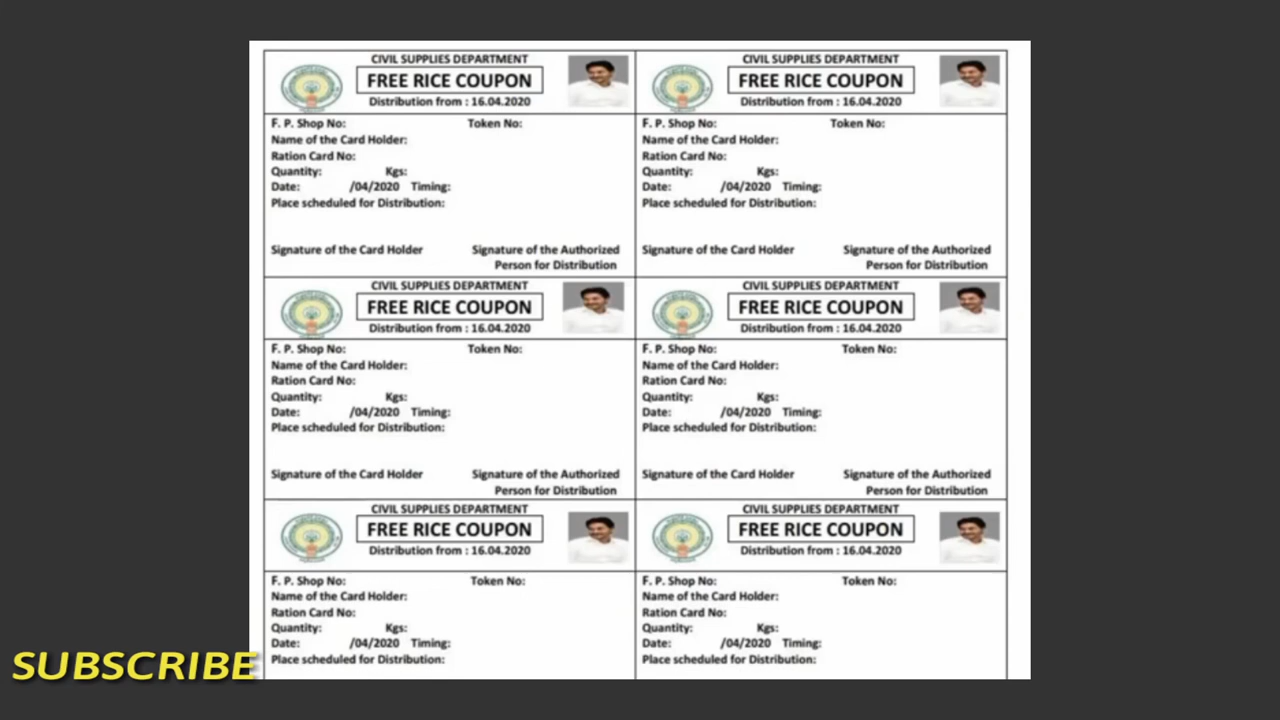 CIVIL SUPPLIES DEPARTMENT
FREE RICE COUPON
Distribution from : 16.04.2020
F. P. Shop No: Token No:
Name of the Card Holder:
Ration Card No:
Quantity: Kgs:
Date: /04/2020 Timing:
Place scheduled for Distribution:
Signature of the Card Holder Signature of the Authorized
Person for Distribution
CIVIL SUPPLIES DEPARTMENT
FREE RICE COUPON
Distribution from : 16.04.2020
F. P. Shop No: Token No:
Name of the Card Holder:
Ration Card No:
Quantity: Kgs:
Date: /04/2020 Timing:
Place scheduled for Distribution:
Signature of the Card Holder Signature of the Authorized
Person for Distribution
CIVIL SUPPLIES DEPARTMENT
FREE RICE COUPON
Distribution from : 16.04.2020
F. P. Shop No: Token No:
Name of the Card Holder:
Ration Card No:
Quantity: Kgs:
Date: /04/2020 Timing:
Place scheduled for Distribution:
Signature of the Card Holder Signature of the Authorized
Person for Distribution
CIVIL SUPPLIES DEPARTMENT
FREE RICE COUPON
Distribution from : 16.04.2020
F. P. Shop No: Token No:
Name of the Card Holder:
Ration Card No:
Quantity: Kgs:
Date: /04/2020 Timing:
Place scheduled for Distribution:
Signature of the Card Holder Signature of the Authorized
Person for Distribution
CIVIL SUPPLIES DEPARTMENT
FREE RICE COUPON
Distribution from : 16.04.2020
F. P. Shop No: Token No:
Name of the Card Holder:
Ration Card No:
Quantity: Kgs:
Date: /04/2020 Timing:
Place scheduled for Distribution:
CIVIL SUPPLIES DEPARTMENT
FREE RICE COUPON
Distribution from : 16.04.2020
F. P. Shop No: Token No:
Name of the Card Holder:
Ration Card No:
Quantity: Kgs:
Date: /04/2020 Timing:
Place scheduled for Distribution:
SUBSCRIBE